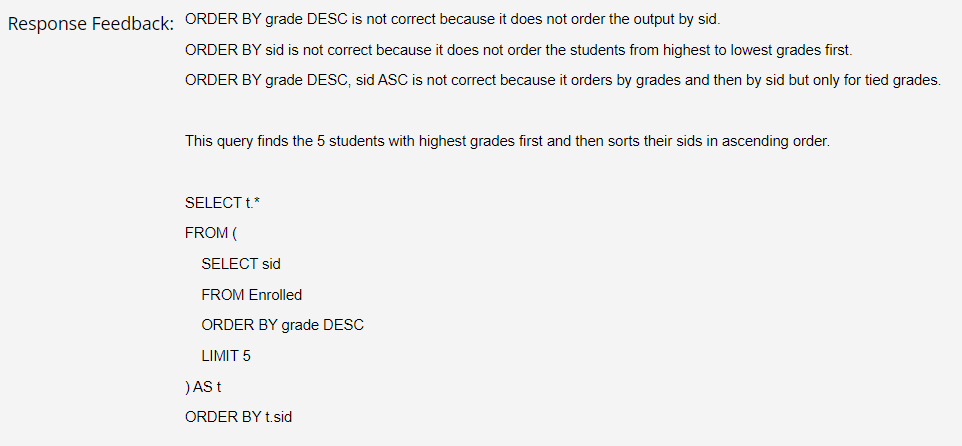 Response Feedback: ORDER BY grade DESC is not correct because it does not order the output by sid.
ORDER BY sid is not correct because it does not order the students from highest to lowest grades first.
ORDER BY grade DESC, sid ASC is not correct because it orders by grades and then by sid but only for tied grades.
This query finds the 5 students with highest grades first and then sorts their sids in ascending order.
SELECT t.*
FROM (
SELECT sid
FROM Enrolled
ORDER BY grade DESC
LIMIT 5
) AS t
ORDER BY t.sid